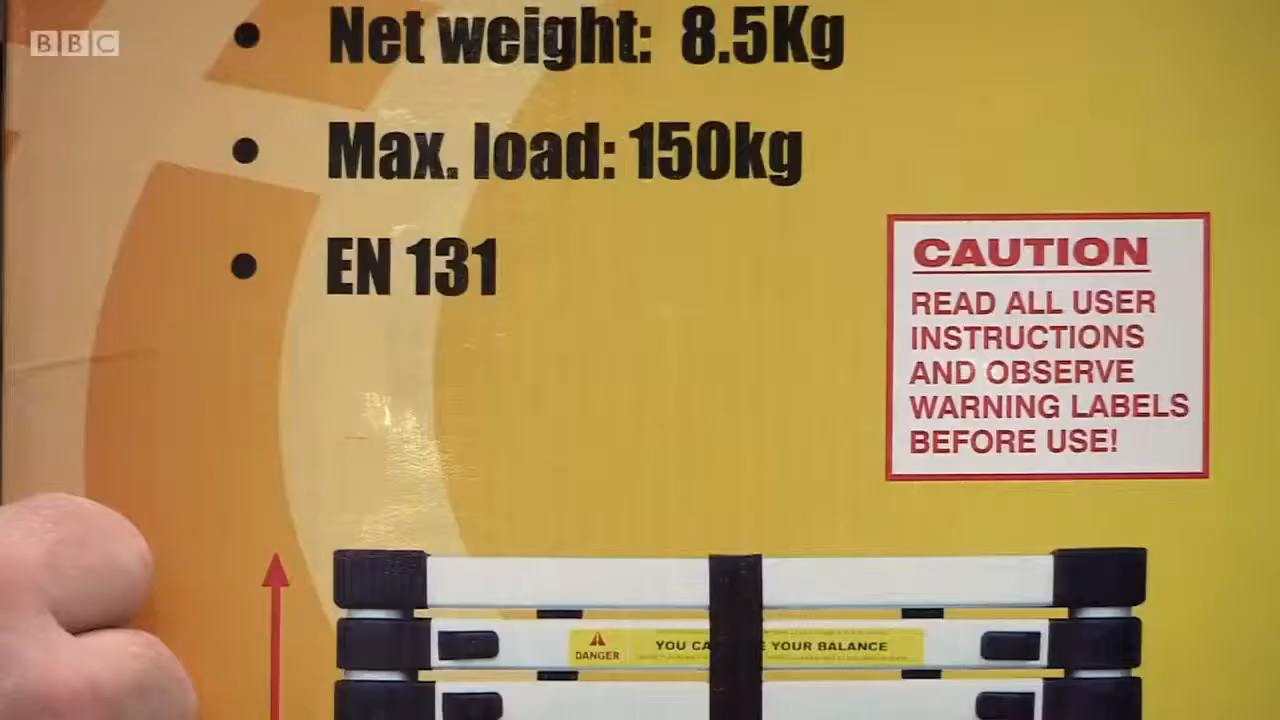 BBC
Net weight: 8.5Kg
Max. load: 150kg
EN 131
CAUTION
READ ALL USER
INSTRUCTIONS
AND OBSERVE
WARNING LABELS
BEFORE USE!
DANGER
YOU CA E YOUR BALANCE